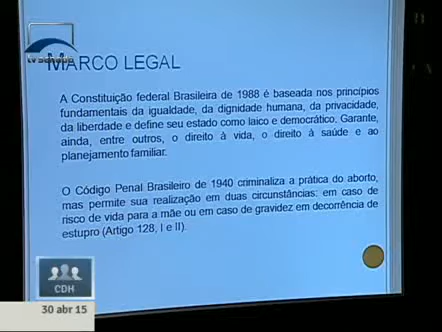 tv senado
MARCO LEGAL
A Constituição federal Brasileira de 1988 é baseada nos princípios
fundamentais da igualdade, da dignidade humana, da privacidade,
da liberdade e define seu estado como laico e democrático. Garante,
ainda, entre outros, o direito à vida, o direito à saúde e ao
planejamento familiar.
O Código Penal Brasileiro de 1940 criminaliza a prática do aborto,
mas permite sua realização em duas circunstâncias: em caso de
risco de vida para a mãe ou em caso de gravidez em decorrência de
estupro (Artigo 128, I e II).
CDH
30 abr 15